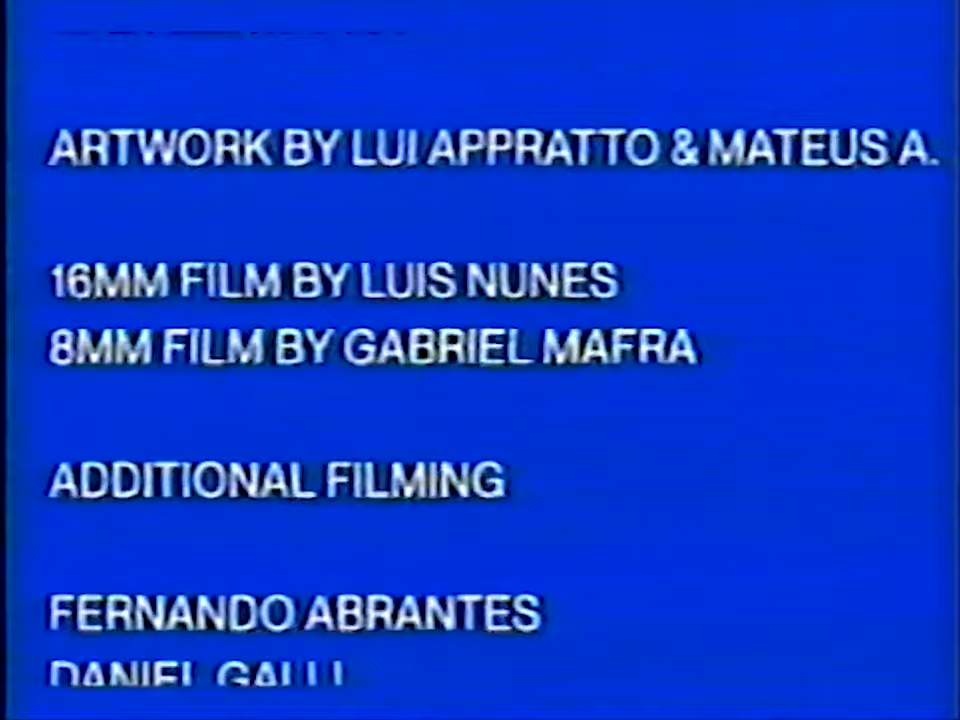 ARTWORK BY LUI APPRATTO & MATEUS A.
16MM FILM BY LUIS NUNES
8MM FILM BY GABRIEL MAFRA
ADDITIONAL FILMING
FERNANDO ABRANTES
DANIEL